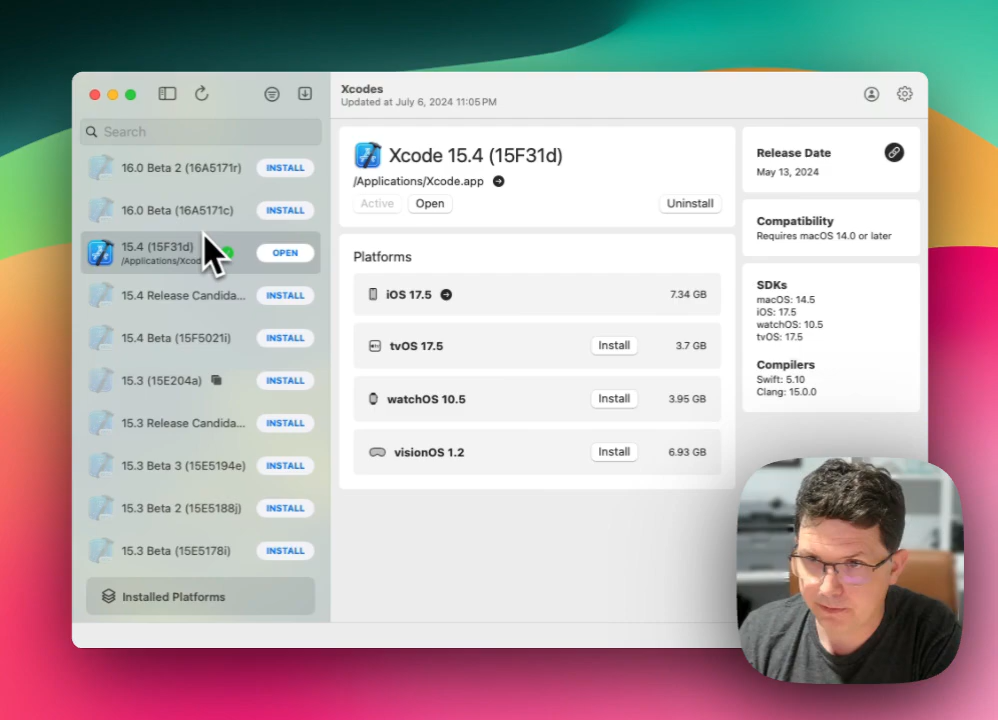 Xcodes
Updated at July 6, 2024 11:05 PM
Search
16.0 Beta 2 (16A5171r) INSTALL
16.0 Beta (16A5171c) INSTALL
15.4 (15F31d)
/Applications/Xcod
OPEN
15.4 Release Candida... INSTALL
15.4 Beta (15F5021i) INSTALL
15.3 (15E204a) INSTALL
15.3 Release Candida... INSTALL
15.3 Beta 3 (15E5194e) INSTALL
15.3 Beta 2 (15E5188j) INSTALL
15.3 Beta (15E5178i) INSTALL
Installed Platforms
Xcode 15.4 (15F31d)
/Applications/Xcode.app
Active Open Uninstall
Platforms
iOS 17.5 7.34 GB
tvOS 17.5 Install 3.7 GB
watchOS 10.5 Install 3.95 GB
visionOS 1.2 Install 6.93 GB
Release Date
May 13, 2024
Compatibility
Requires macOS 14.0 or later
SDKs
macOS: 14.5
iOS: 17.5
watchOS: 10.5
tvOS: 17.5
Compilers
Swift: 5.10
Clang: 15.0.0